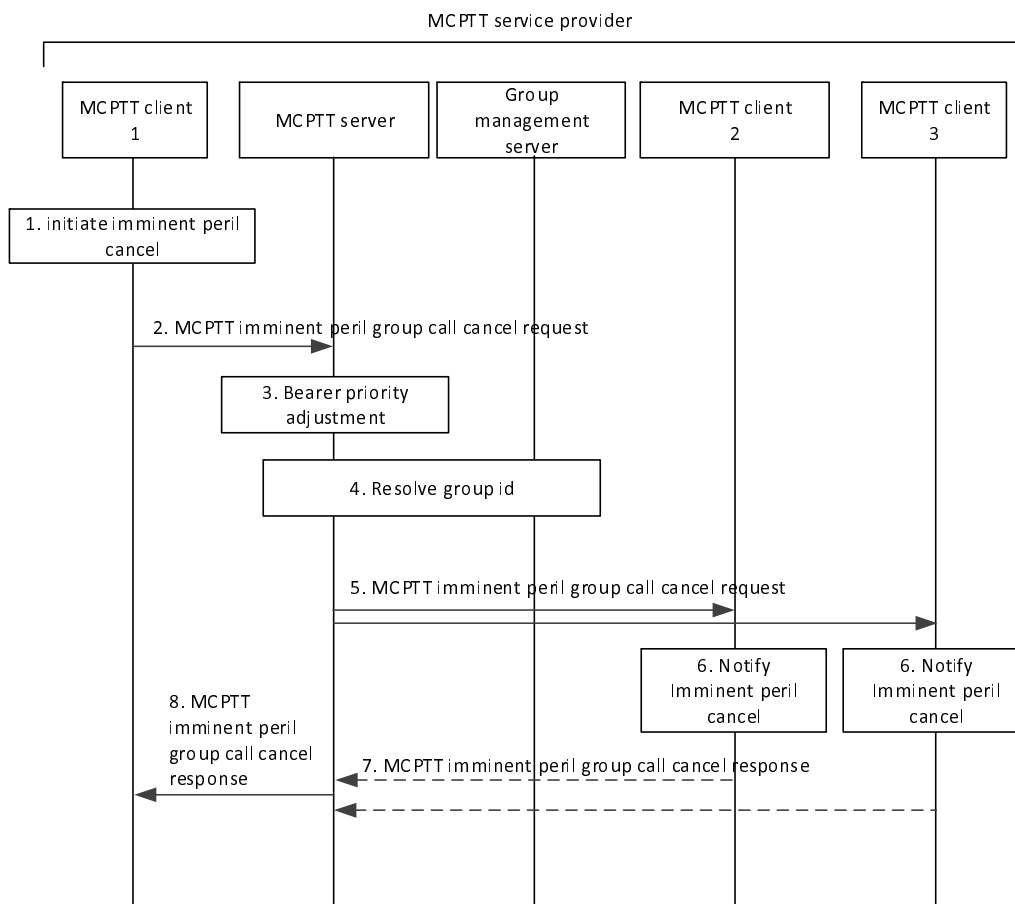 MCPTT service provider
MCPTT client
1
MCPTT server
Group
management
server
MCPTT client
2
MCPTT client
3
1. initiate imminent peril
cancel
2. MCPTT imminent peril group call cancel request
3. Bearer priority
adjustment
4. Resolve group id
5. MCPTT imminent peril group call cancel request
6. Notify
Imminent peril
cancel
6. Notify
Imminent peril
cancel
8. MCPTT
imminent peril
group call cancel
response
7. MCPTT imminent peril group call cancel response